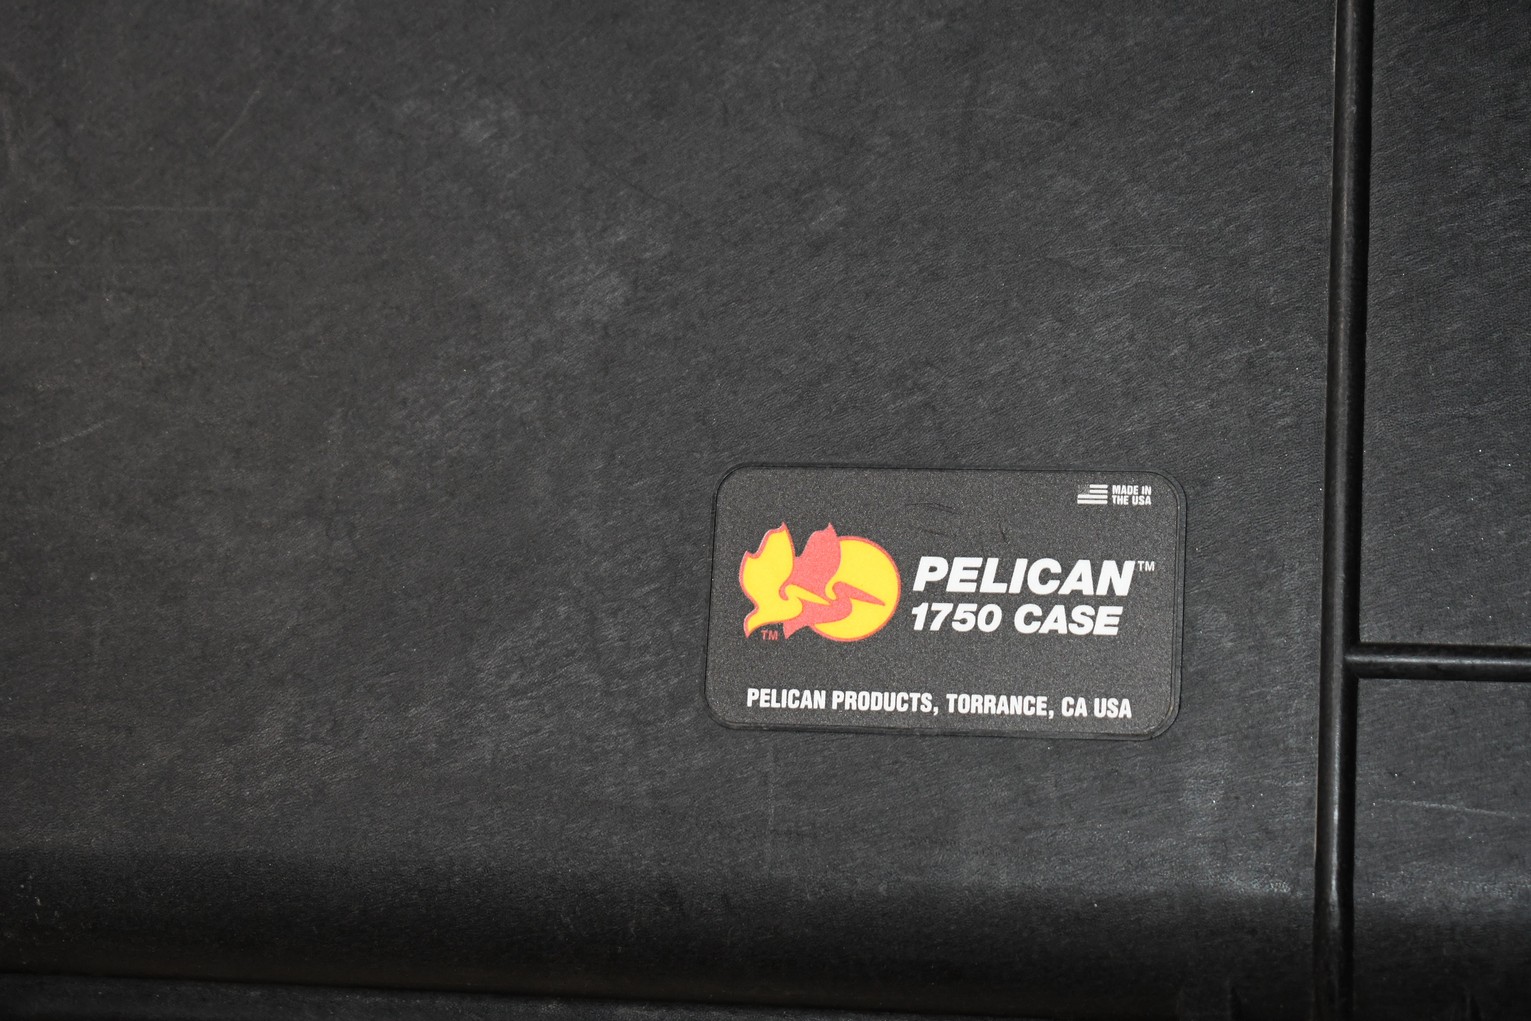 MADE IN
THE USA
PELICAN™
1750 CASE
TM
PELICAN PRODUCTS, TORRANCE, CA USA